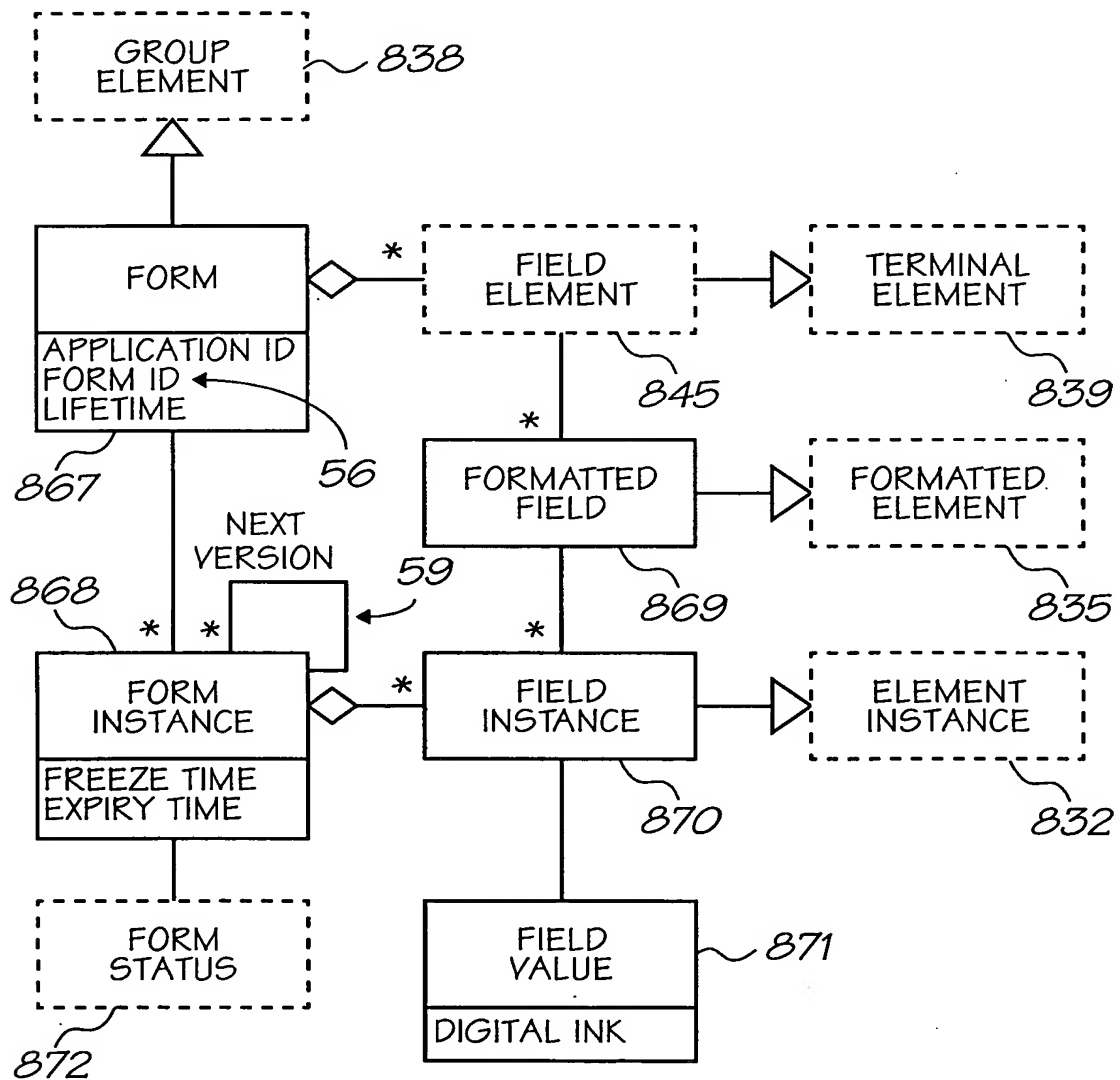 GROUP
ELEMENT
838
FORM
APPLICATION ID
FORM ID
LIFETIME
867
56
*
FIELD
ELEMENT
845
TERMINAL
ELEMENT
839
*
FORMATTED
FIELD
869
FORMATTED
ELEMENT
835
NEXT
VERSION
59
868
*
*
FORM
INSTANCE
FREEZE TIME
EXPIRY TIME
*
*
FIELD
INSTANCE
870
ELEMENT
INSTANCE
832
FORM
STATUS
872
FIELD
VALUE
DIGITAL INK
871